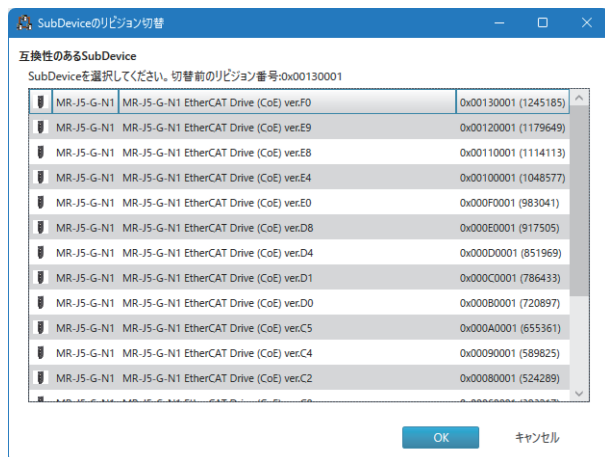 SubDeviceのリビジョン切替
互換性のあるSubDevice
SubDeviceを選択してください。切替前のリビジョン番号:0x00130001
MR-J5-G-N1 MR-J5-G-N1 EtherCAT Drive (CoE) ver.F0 0x00130001 (1245185)
MR-J5-G-N1 MR-J5-G-N1 EtherCAT Drive (CoE) ver.E9 0x00120001 (1179649)
MR-J5-G-N1 MR-J5-G-N1 EtherCAT Drive (CoE) ver.E8 0x00110001 (1114113)
MR-J5-G-N1 MR-J5-G-N1 EtherCAT Drive (CoE) ver.E4 0x00100001 (1048577)
MR-J5-G-N1 MR-J5-G-N1 EtherCAT Drive (CoE) ver.E0 0x000F0001 (983041)
MR-J5-G-N1 MR-J5-G-N1 EtherCAT Drive (CoE) ver.D8 0x000E0001 (917505)
MR-J5-G-N1 MR-J5-G-N1 EtherCAT Drive (CoE) ver.D4 0x000D0001 (851969)
MR-J5-G-N1 MR-J5-G-N1 EtherCAT Drive (CoE) ver.D1 0x000C0001 (786433)
MR-J5-G-N1 MR-J5-G-N1 EtherCAT Drive (CoE) ver.D0 0x000B0001 (720897)
MR-J5-G-N1 MR-J5-G-N1 EtherCAT Drive (CoE) ver.C5 0x000A0001 (655361)
MR-J5-G-N1 MR-J5-G-N1 EtherCAT Drive (CoE) ver.C4 0x00090001 (589825)
MR-J5-G-N1 MR-J5-G-N1 EtherCAT Drive (CoE) ver.C2 0x00080001 (524289)
OK キャンセル